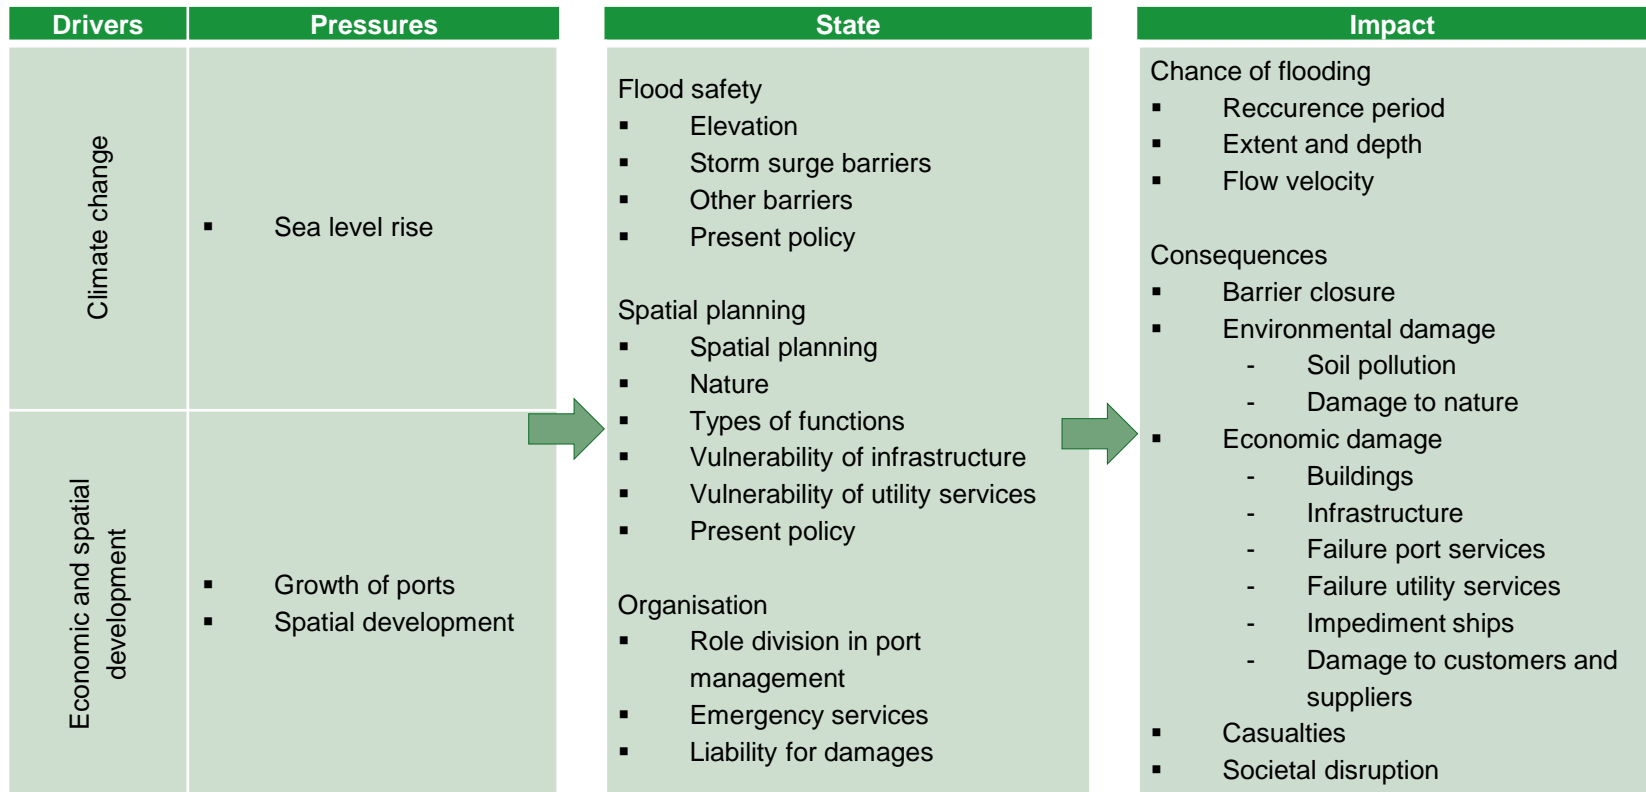 Drivers
Pressures
State
Impact
Climate change
▪ Sea level rise
Economic and spatial
development
▪ Growth of ports
▪ Spatial development
Flood safety
▪ Elevation
▪ Storm surge barriers
▪ Other barriers
▪ Present policy
Spatial planning
▪ Spatial planning
▪ Nature
▪ Types of functions
▪ Vulnerability of infrastructure
▪ Vulnerability of utility services
▪ Present policy
Organisation
▪ Role division in port
management
▪ Emergency services
▪ Liability for damages
Chance of flooding
▪ Reccurence period
▪ Extent and depth
▪ Flow velocity
Consequences
▪ Barrier closure
▪ Environmental damage
- Soil pollution
- Damage to nature
▪ Economic damage
- Buildings
- Infrastructure
- Failure port services
- Failure utility services
- Impediment ships
- Damage to customers and
suppliers
▪ Casualties
▪ Societal disruption